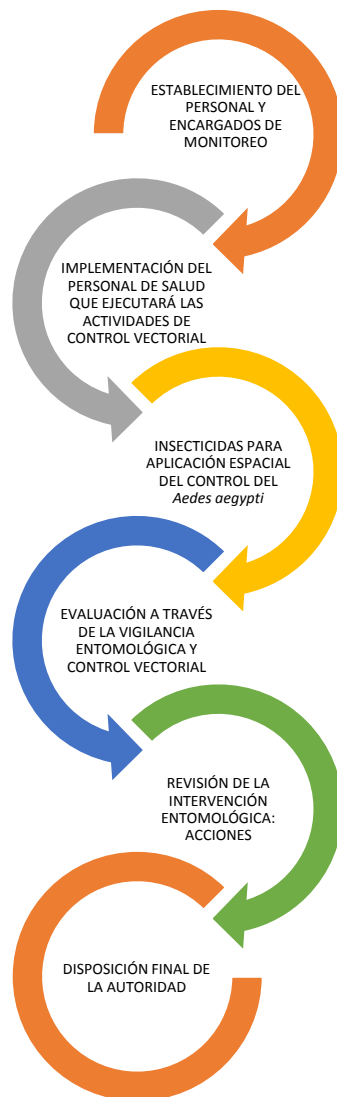 ESTABLECIMIENTO DEL
PERSONAL Y
ENCARGADOS DE
MONITOREO
IMPLEMENTACIÓN DEL
PERSONAL DE SALUD
QUE EJECUTARÁ LAS
ACTIVIDADES DE
CONTROL VECTORIAL
INSECTICIDAS PARA
APLICACIÓN ESPACIAL
DEL CONTROL DEL
Aedes aegypti
EVALUACIÓN A TRAVÉS
DE LA VIGILANCIA
ENTOMOLÓGICA Y
CONTROL VECTORIAL
REVISIÓN DE LA
INTERVENCIÓN
ENTOMOLÓGICA:
ACCIONES
DISPOSICIÓN FINAL DE
LA AUTORIDAD